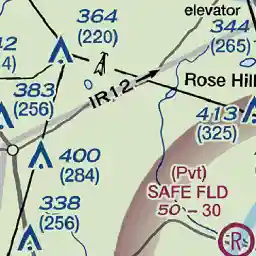 elevator
364
(220)
344
(265)
Rose Hill
383
(256)
IR12
413
(325)
400
(284)
(Pvt)
SAFE FLD
50 - 30
338
(256)
R